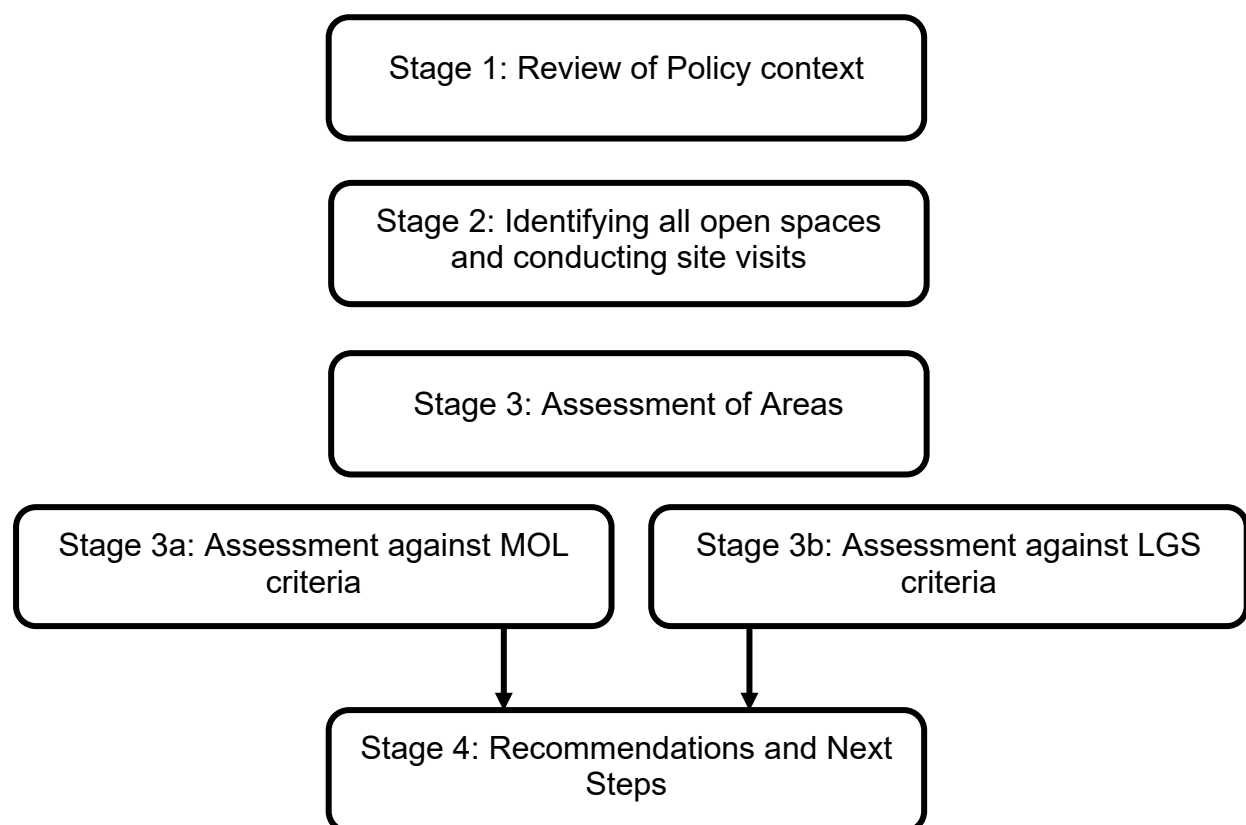 Stage 1: Review of Policy context
Stage 2: Identifying all open spaces
and conducting site visits
Stage 3: Assessment of Areas
Stage 3a: Assessment against MOL
criteria
Stage 3b: Assessment against LGS
criteria
Stage 4: Recommendations and Next
Steps